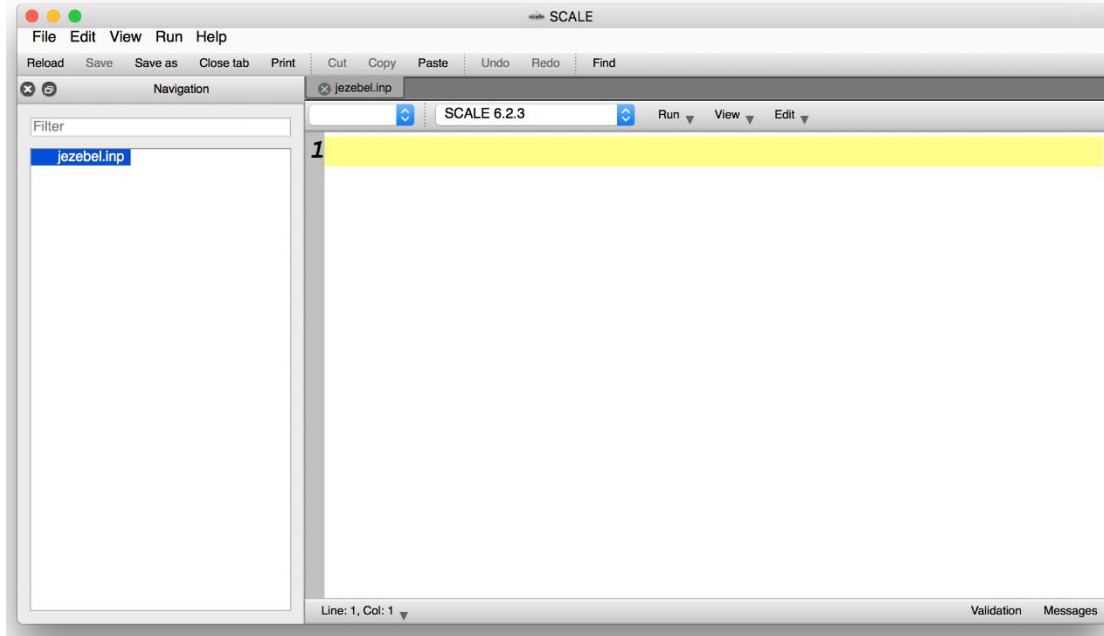 SCALE
File Edit View Run Help
Reload Save Save as Close tab Print Cut Copy Paste Undo Redo Find
Navigation
jezebel.inp
SCALE 6.2.3 Run View Edit
Filter
jezebel.inp
1
Line: 1, Col: 1
Validation Messages